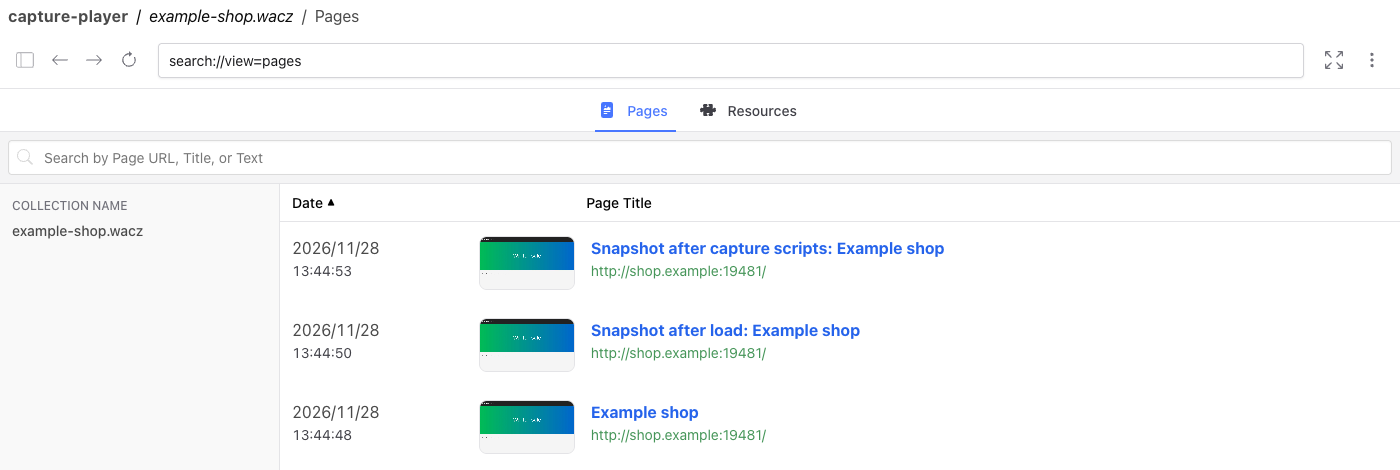 capture-player / example-shop.wacz / Pages
search://view=pages
Pages Resources
Search by Page URL, Title, or Text
COLLECTION NAME
example-shop.wacz
Date ▲ Page Title
2026/11/28 Snapshot after capture scripts: Example shop
13:44:53 http://shop.example:19481/
2026/11/28 Snapshot after load: Example shop
13:44:50 http://shop.example:19481/
2026/11/28 Example shop
13:44:48 http://shop.example:19481/